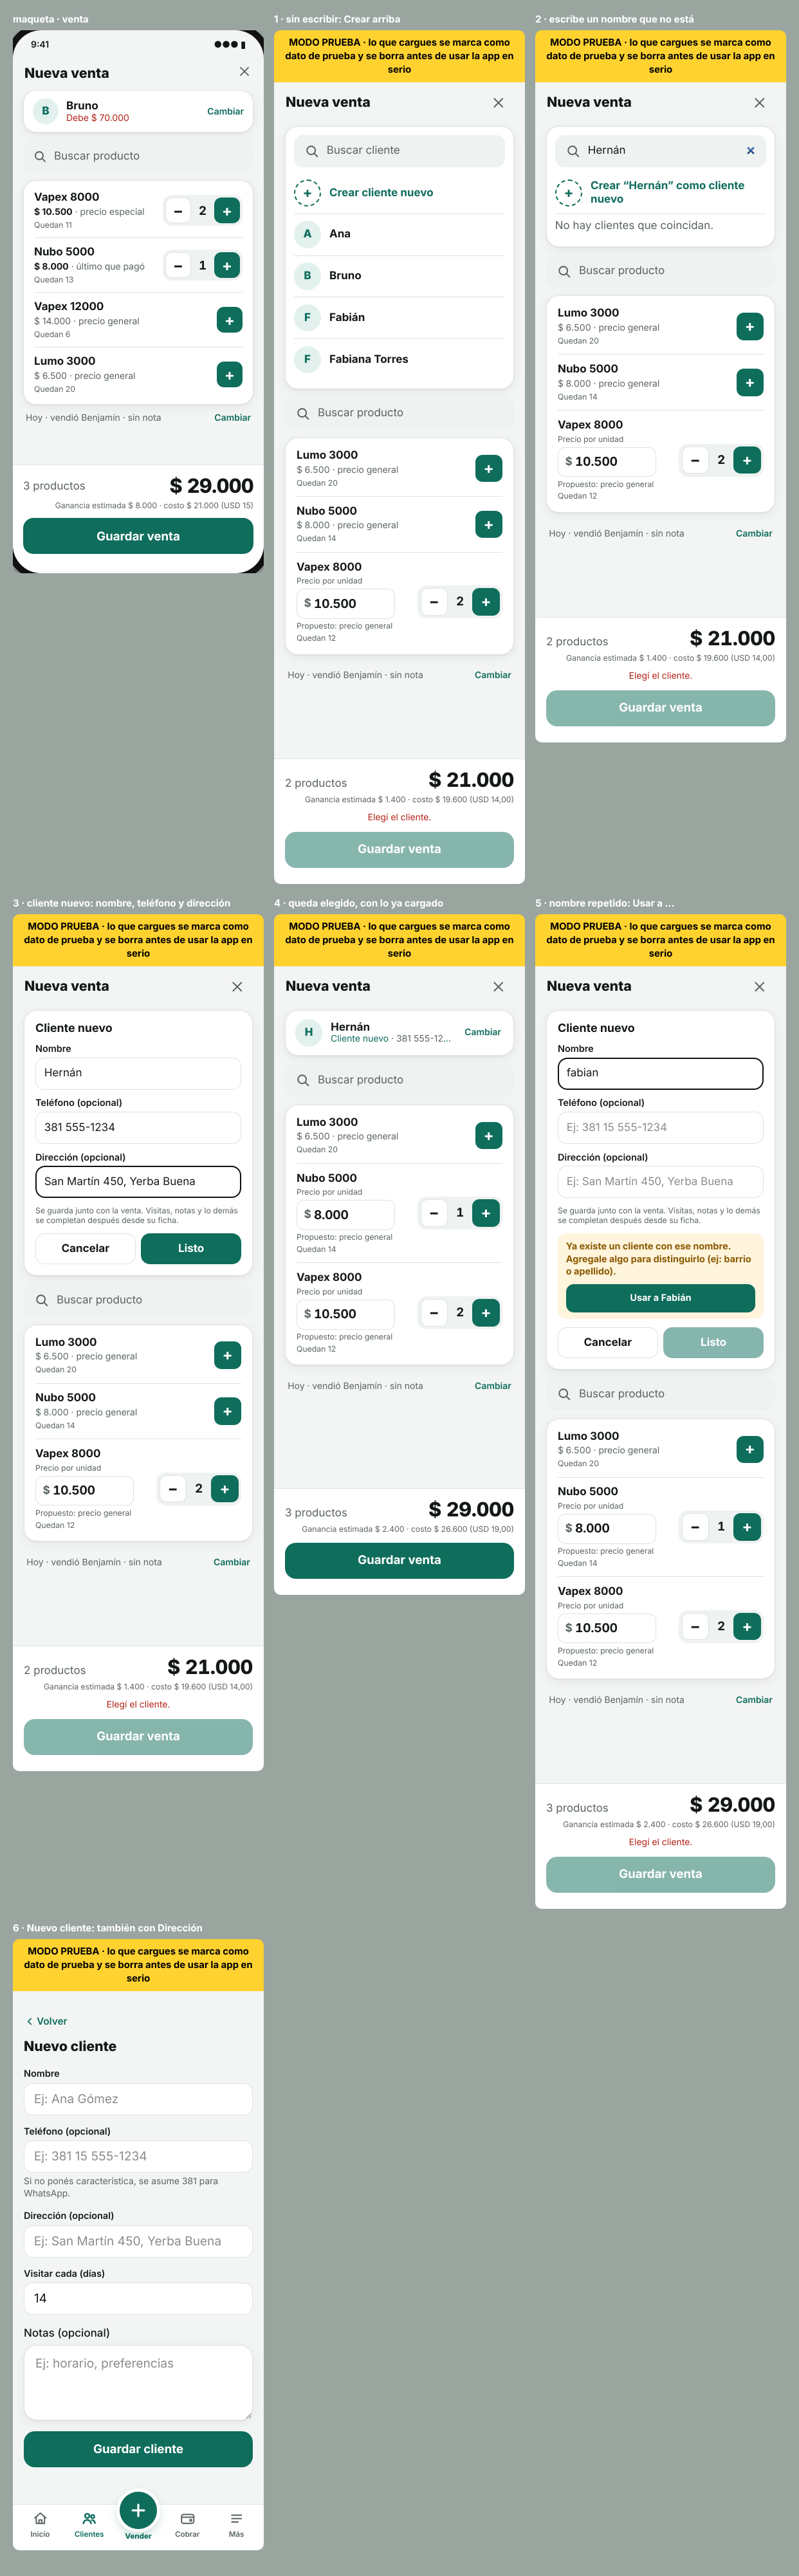 maqueta · venta
9:41
Nueva venta
B
Bruno
Debe $ 70.000
Cambiar
Buscar producto
Vapex 8000
$ 10.500 · precio especial
Quedan 11
− 2 +
Nubo 5000
$ 8.000 · último que pagó
Quedan 13
− 1 +
Vapex 12000
$ 14.000 · precio general
Quedan 6
+
Lumo 3000
$ 6.500 · precio general
Quedan 20
+
Hoy · vendió Benjamín · sin nota
Cambiar
3 productos
$ 29.000
Ganancia estimada $ 8.000 · costo $ 21.000 (USD 15)
Guardar venta
1 · sin escribir: Crear arriba
MODO PRUEBA · lo que cargues se marca como
dato de prueba y se borra antes de usar la app en
serio
Nueva venta
Buscar cliente
+
Crear cliente nuevo
A
Ana
B
Bruno
F
Fabián
F
Fabiana Torres
Buscar producto
Lumo 3000
$ 6.500 · precio general
Quedan 20
+
Nubo 5000
$ 8.000 · precio general
Quedan 14
+
Vapex 8000
Precio por unidad
$ 10.500
− 2 +
Propuesto: precio general
Quedan 12
Hoy · vendió Benjamín · sin nota
Cambiar
2 productos
$ 21.000
Ganancia estimada $ 1.400 · costo $ 19.600 (USD 14,00)
Elegí el cliente.
Guardar venta
2 · escribe un nombre que no está
MODO PRUEBA · lo que cargues se marca como
dato de prueba y se borra antes de usar la app en
serio
Nueva venta
Hernán
+
Crear “Hernán” como cliente
nuevo
No hay clientes que coincidan.
Buscar producto
Lumo 3000
$ 6.500 · precio general
Quedan 20
+
Nubo 5000
$ 8.000 · precio general
Quedan 14
+
Vapex 8000
Precio por unidad
$ 10.500
− 2 +
Propuesto: precio general
Quedan 12
Hoy · vendió Benjamín · sin nota
Cambiar
2 productos
$ 21.000
Ganancia estimada $ 1.400 · costo $ 19.600 (USD 14,00)
Elegí el cliente.
Guardar venta
3 · cliente nuevo: nombre, teléfono y dirección
MODO PRUEBA · lo que cargues se marca como
dato de prueba y se borra antes de usar la app en
serio
Nueva venta
Cliente nuevo
Nombre
Hernán
Teléfono (opcional)
381 555-1234
Dirección (opcional)
San Martín 450, Yerba Buena
Se guarda junto con la venta. Visitas, notas y lo demás
se completan después desde su ficha.
Cancelar
Listo
Buscar producto
Lumo 3000
$ 6.500 · precio general
Quedan 20
+
Nubo 5000
$ 8.000 · precio general
Quedan 14
+
Vapex 8000
Precio por unidad
$ 10.500
− 2 +
Propuesto: precio general
Quedan 12
Hoy · vendió Benjamín · sin nota
Cambiar
2 productos
$ 21.000
Ganancia estimada $ 1.400 · costo $ 19.600 (USD 14,00)
Elegí el cliente.
Guardar venta
4 · queda elegido, con lo ya cargado
MODO PRUEBA · lo que cargues se marca como
dato de prueba y se borra antes de usar la app en
serio
Nueva venta
H
Hernán
Cliente nuevo · 381 555-12…
Cambiar
Buscar producto
Lumo 3000
$ 6.500 · precio general
Quedan 20
+
Nubo 5000
Precio por unidad
$ 8.000
− 1 +
Propuesto: precio general
Quedan 14
Vapex 8000
Precio por unidad
$ 10.500
− 2 +
Propuesto: precio general
Quedan 12
Hoy · vendió Benjamín · sin nota
Cambiar
3 productos
$ 29.000
Ganancia estimada $ 2.400 · costo $ 26.600 (USD 19,00)
Guardar venta
5 · nombre repetido: Usar a …
MODO PRUEBA · lo que cargues se marca como
dato de prueba y se borra antes de usar la app en
serio
Nueva venta
Cliente nuevo
Nombre
fabian
Teléfono (opcional)
Ej: 381 15 555-1234
Dirección (opcional)
Ej: San Martín 450, Yerba Buena
Se guarda junto con la venta. Visitas, notas y lo demás
se completan después desde su ficha.
Ya existe un cliente con ese nombre.
Agregale algo para distinguirlo (ej: barrio
o apellido).
Usar a Fabián
Cancelar
Listo
Buscar producto
Lumo 3000
$ 6.500 · precio general
Quedan 20
+
Nubo 5000
Precio por unidad
$ 8.000
− 1 +
Propuesto: precio general
Quedan 14
Vapex 8000
Precio por unidad
$ 10.500
− 2 +
Propuesto: precio general
Quedan 12
Hoy · vendió Benjamín · sin nota
Cambiar
3 productos
$ 29.000
Ganancia estimada $ 2.400 · costo $ 26.600 (USD 19,00)
Elegí el cliente.
Guardar venta
6 · Nuevo cliente: también con Dirección
MODO PRUEBA · lo que cargues se marca como
dato de prueba y se borra antes de usar la app en
serio
Volver
Nuevo cliente
Nombre
Ej: Ana Gómez
Teléfono (opcional)
Ej: 381 15 555-1234
Si no ponés característica, se asume 381 para
WhatsApp.
Dirección (opcional)
Ej: San Martín 450, Yerba Buena
Visitar cada (días)
14
Notas (opcional)
Ej: horario, preferencias
Guardar cliente
Inicio
Clientes
Vender
Cobrar
Más